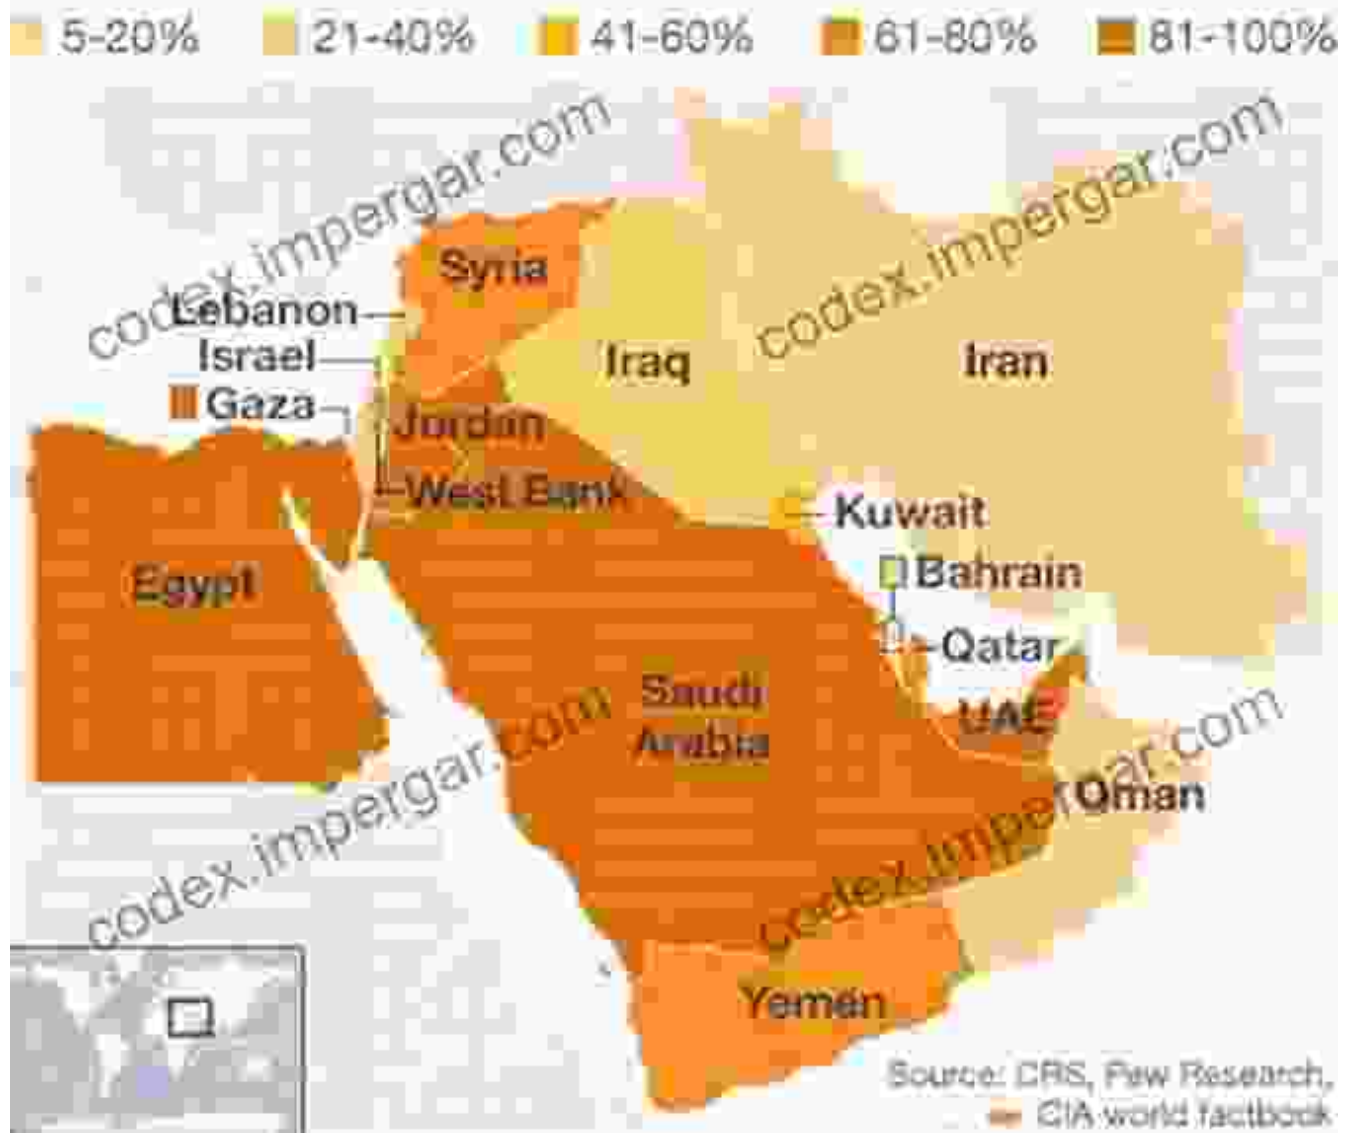 5-20% 21-40% 41-60% 61-80% 81-100%
codex.impergar.com codex.impergar.com
Syria
Lebanon
Israel
Iraq
Iran
Gaza
Jordan
West Bank
Kuwait
Bahrain
Egypt
Qatar
Saudi
Arabia
UAE
Oman
codex.impergar.com codex.impergar.com
Yemen
Source: CRS, Pew Research,
CIA world factbook